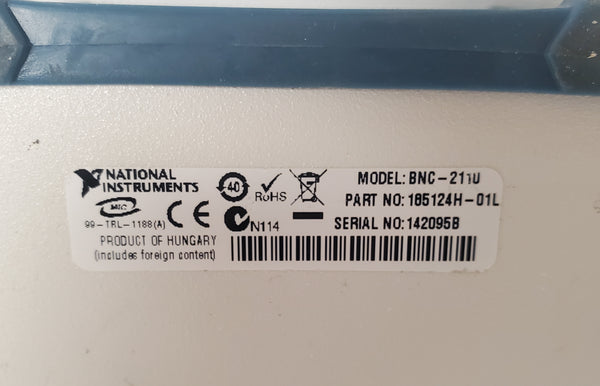 NATIONAL
INSTRUMENTS
40
RoHS
MODEL: BNC-2110
MIC
PART NO: 185124H-01L
99-TRL-1188(A)
CE
N114
SERIAL NO: 142095B
PRODUCT OF HUNGARY
(includes foreign content)